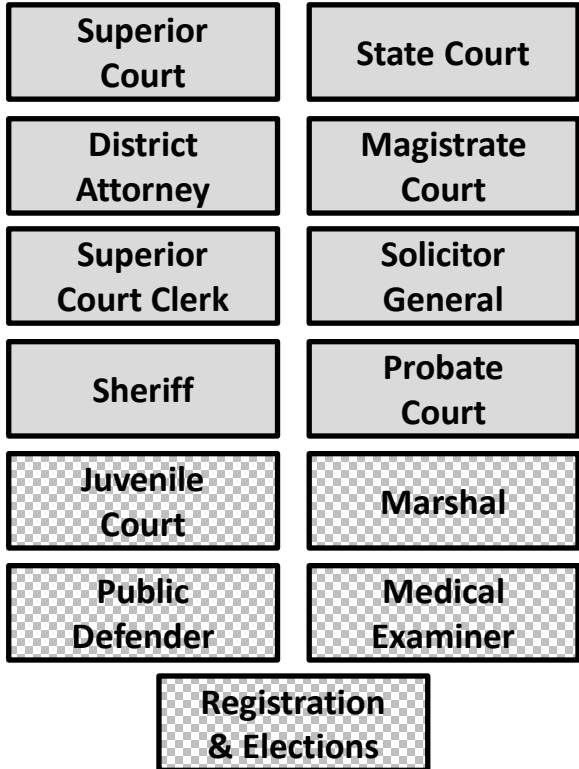 Superior
Court
State Court
District
Attorney
Magistrate
Court
Superior
Court Clerk
Solicitor
General
Sheriff
Probate
Court
Juvenile
Court
Marshal
Public
Defender
Medical
Examiner
Registration
& Elections